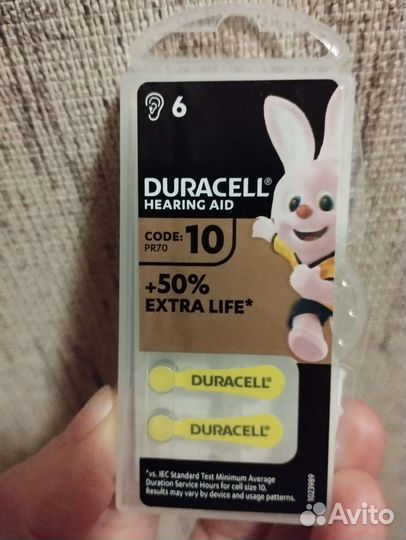 6
DURACELL®
HEARING AID
CODE: 10
PR70
+50%
EXTRA LIFE*
DURACELL®
DURACELL®
*vs. IEC Standard Test Minimum Average
Duration Service Hours for cell size 10.
Results may vary by device and usage patterns.
1023989
Avito